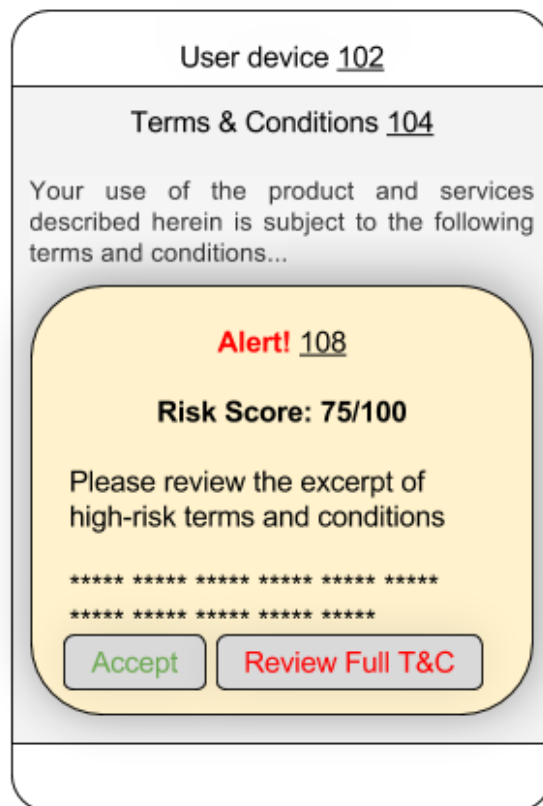 User device 102
Terms & Conditions 104
Your use of the product and services
described herein is subject to the following
terms and conditions...
Alert! 108
Risk Score: 75/100
Please review the excerpt of
high-risk terms and conditions
***** ***** ***** ***** ***** *****
***** ***** ***** ***** *****
Accept Review Full T&C